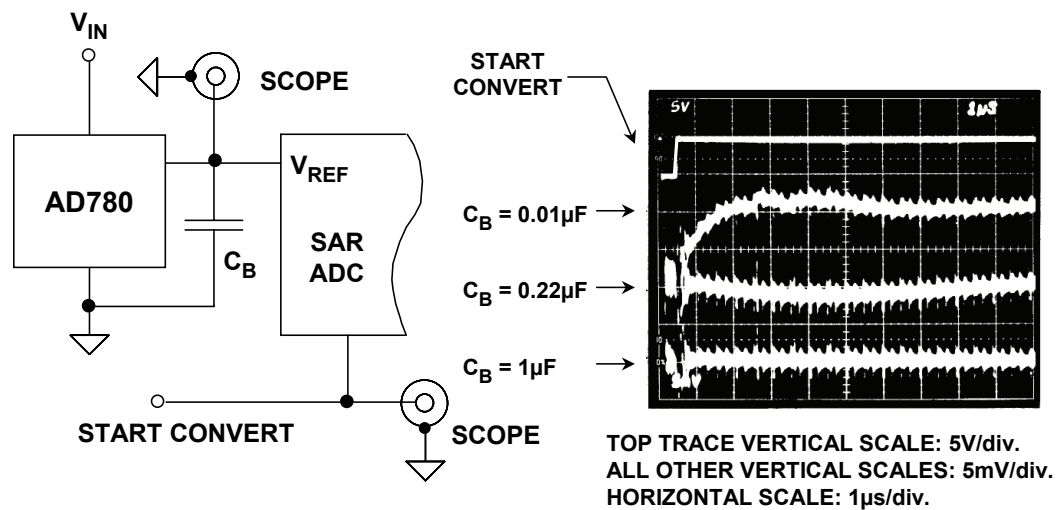 V_IN
SCOPE
START CONVERT
AD780
V_REF
C_B
SAR ADC
START CONVERT
SCOPE
5V
1µS
C_B = 0.01µF
C_B = 0.22µF
C_B = 1µF
TOP TRACE VERTICAL SCALE: 5V/div.
ALL OTHER VERTICAL SCALES: 5mV/div.
HORIZONTAL SCALE: 1µs/div.